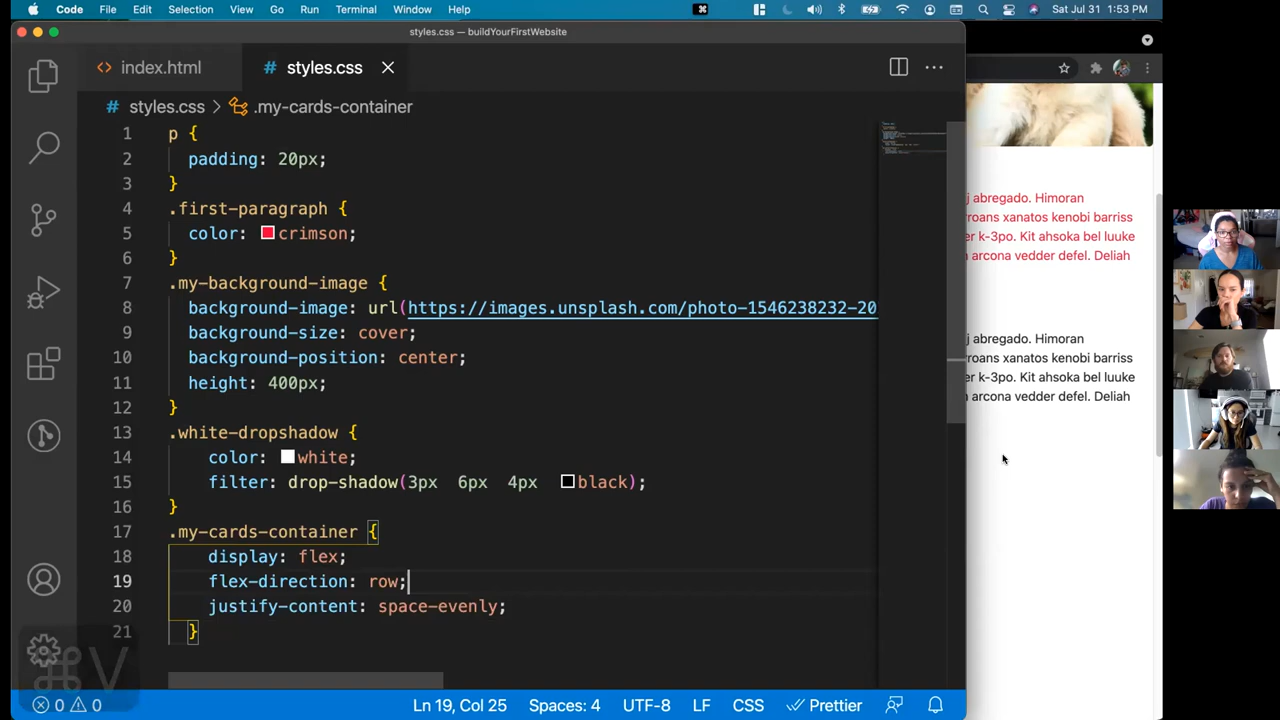 Code File Edit Selection View Go Run Terminal Window Help Sat Jul 31 1:53 PM
styles.css — buildYourFirstWebsite
<> index.html # styles.css
# styles.css > .my-cards-container
1 p {
2 padding: 20px;
3 }
4 .first-paragraph {
5 color: crimson;
6 }
7 .my-background-image {
8 background-image: url(https://images.unsplash.com/photo-1546238232-20
9 background-size: cover;
10 background-position: center;
11 height: 400px;
12 }
13 .white-dropshadow {
14 color: white;
15 filter: drop-shadow(3px 6px 4px black);
16 }
17 .my-cards-container {
18 display: flex;
19 flex-direction: row;
20 justify-content: space-evenly;
21 }
⌘V
j abregado. Himoran
rroans xanatos kenobi barriss
er k-3po. Kit ahsoka bel luuke
n arcona vedder defel. Deliah
j abregado. Himoran
rroans xanatos kenobi barriss
er k-3po. Kit ahsoka bel luuke
n arcona vedder defel. Deliah
0 0 Ln 19, Col 25 Spaces: 4 UTF-8 LF CSS Prettier